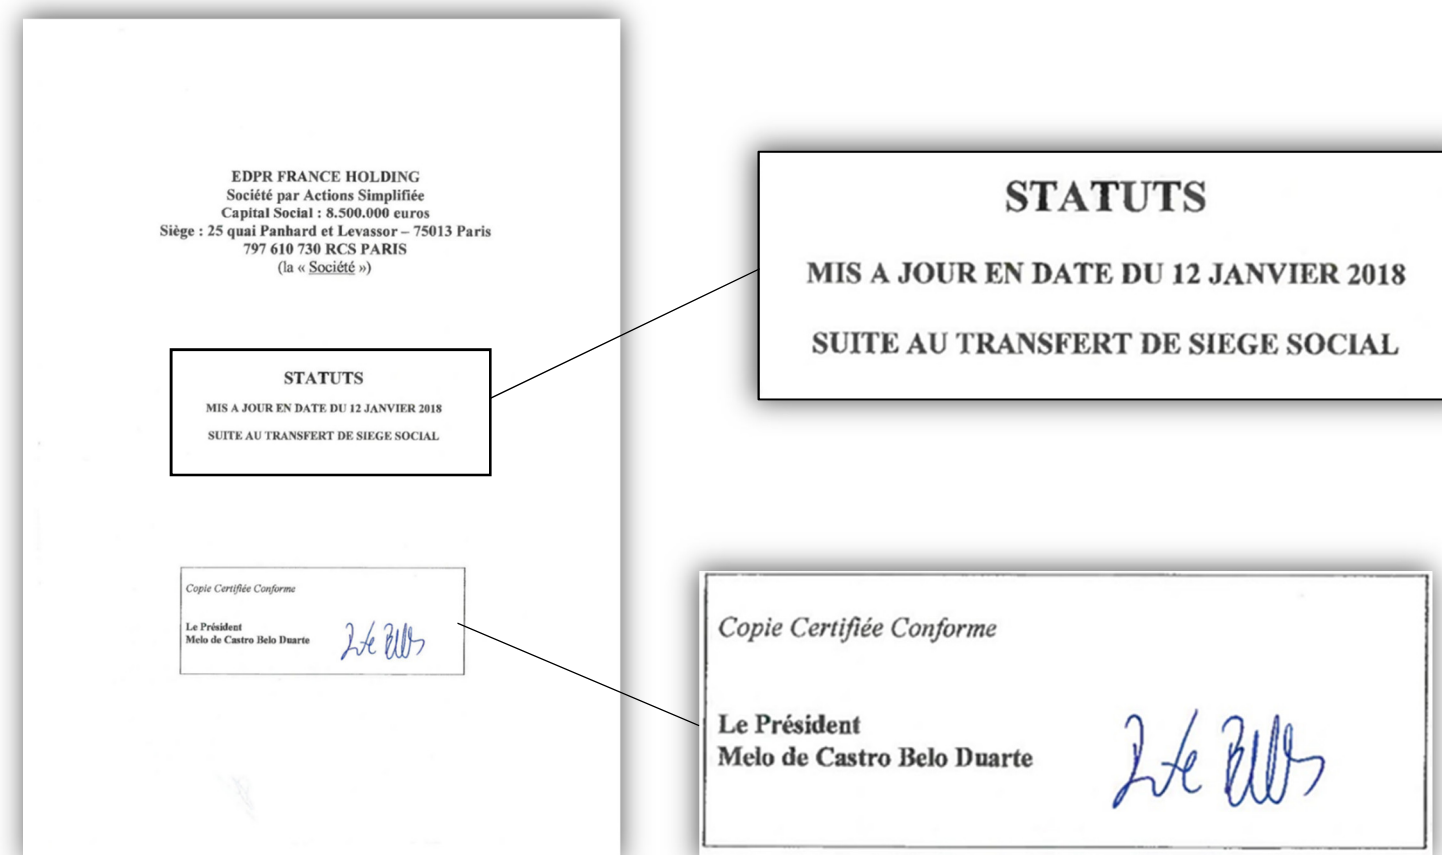 EDPR FRANCE HOLDING
Société par Actions Simplifiée
Capital Social : 8.500.000 euros
Siège : 25 quai Panhard et Levassor – 75013 Paris
797 610 730 RCS PARIS
(la « Société »)
STATUTS
MIS A JOUR EN DATE DU 12 JANVIER 2018
SUITE AU TRANSFERT DE SIEGE SOCIAL
Copie Certifiée Conforme
Le Président
Melo de Castro Belo Duarte
STATUTS
MIS A JOUR EN DATE DU 12 JANVIER 2018
SUITE AU TRANSFERT DE SIEGE SOCIAL
Copie Certifiée Conforme
Le Président
Melo de Castro Belo Duarte